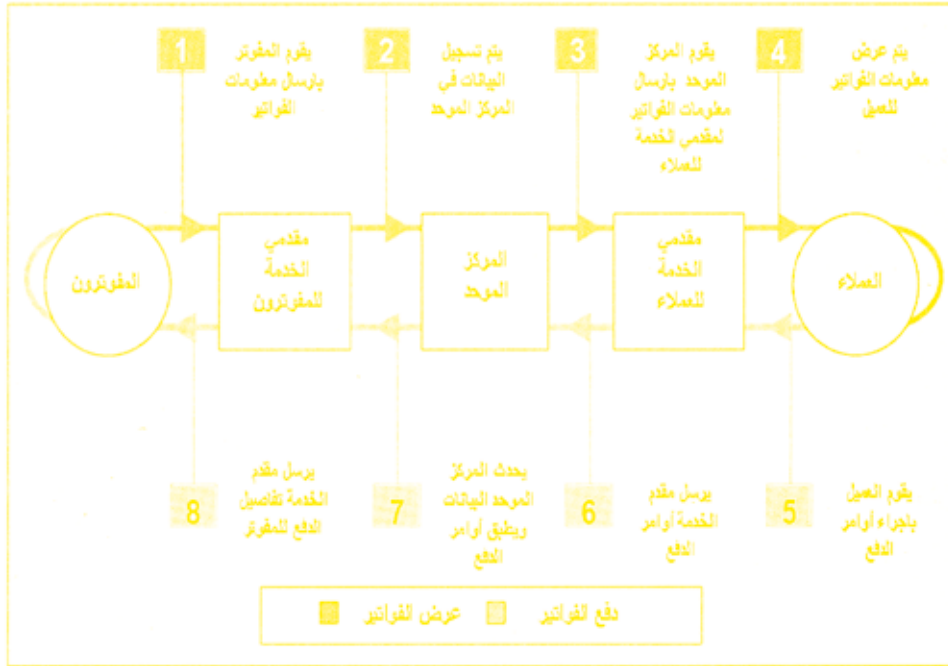 1
يقوم المفوتر
بارسال معلومات
الفواتير
2
يتم تسجيل
البيانات في
المركز الموحد
3
يقوم المركز
الموحد بارسال
معلومات الفواتير
لمقدمي الخدمة
للعملاء
4
يتم عرض
معلومات الفواتير
للعميل
المفوترون
مقدمي
الخدمة
للمفوترون
المركز
الموحد
مقدمي
الخدمة
للعملاء
العملاء
8
يرسل مقدم
الخدمة تفاصيل
الدفع للمفوتر
7
يحدث المركز
الموحد البيانات
ويطبق أوامر
الدفع
6
يرسل مقدم
الخدمة أوامر
الدفع
5
يقوم العميل
باجراء أوامر
الدفع
دفع الفواتير
عرض الفواتير